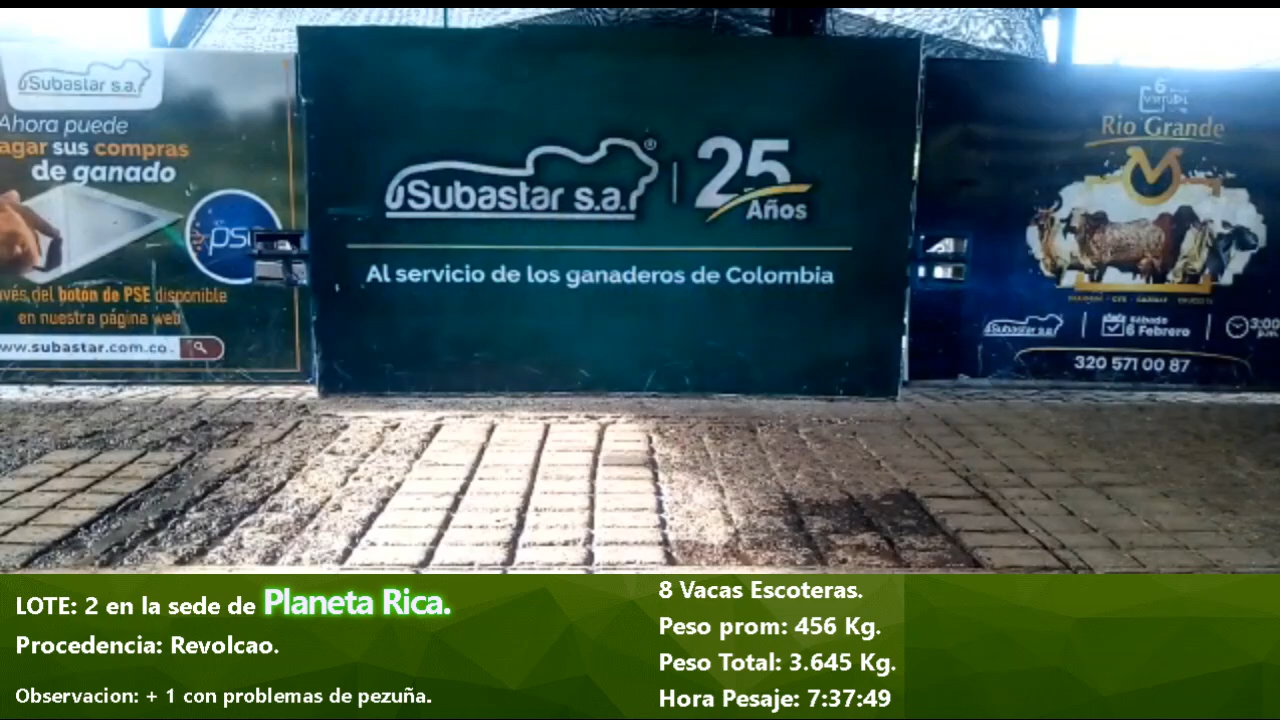 Subastar s.a.
Ahora puede
agar sus compras
de ganado
pse
avés del botón de PSE disponible
en nuestra página web
www.subastar.com.co
Subastar s.a. ®
25
Años
Al servicio de los ganaderos de Colombia
6
VIRTUAL
Rio Grande
Subastar s.a.
Sábado
6 Febrero
3:00
p.m.
320 571 00 87
LOTE: 2 en la sede de Planeta Rica.
Procedencia: Revolcao.
Observacion: + 1 con problemas de pezuña.
8 Vacas Escoteras.
Peso prom: 456 Kg.
Peso Total: 3.645 Kg.
Hora Pesaje: 7:37:49